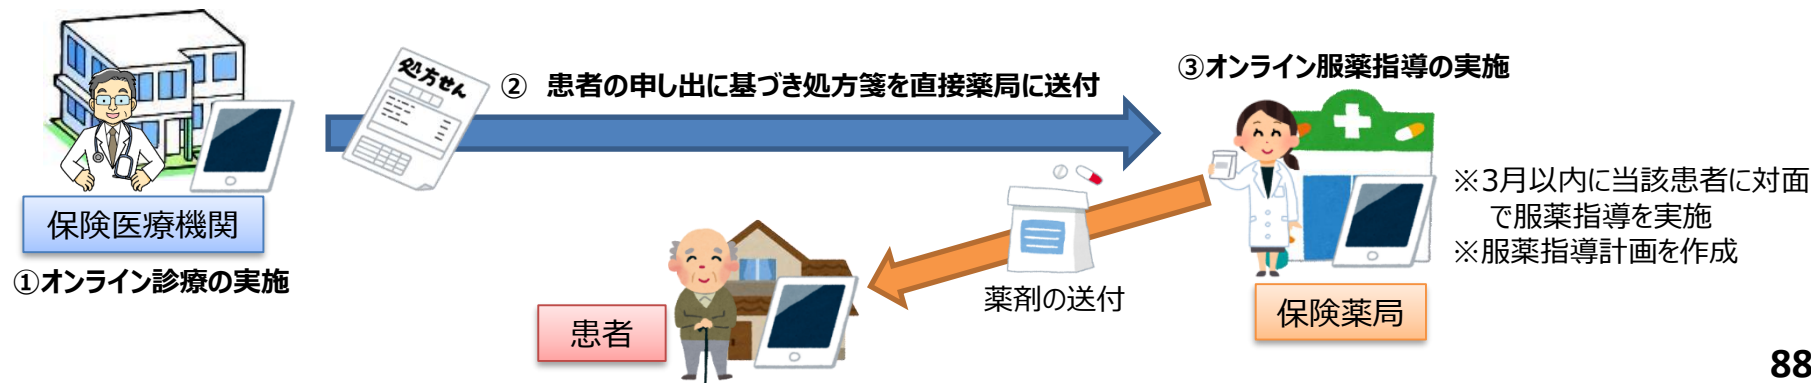 処方せん
② 患者の申し出に基づき処方箋を直接薬局に送付
③オンライン服薬指導の実施
保険医療機関
①オンライン診療の実施
患者
薬剤の送付
保険薬局
※3月以内に当該患者に対面
で服薬指導を実施
※服薬指導計画を作成
88